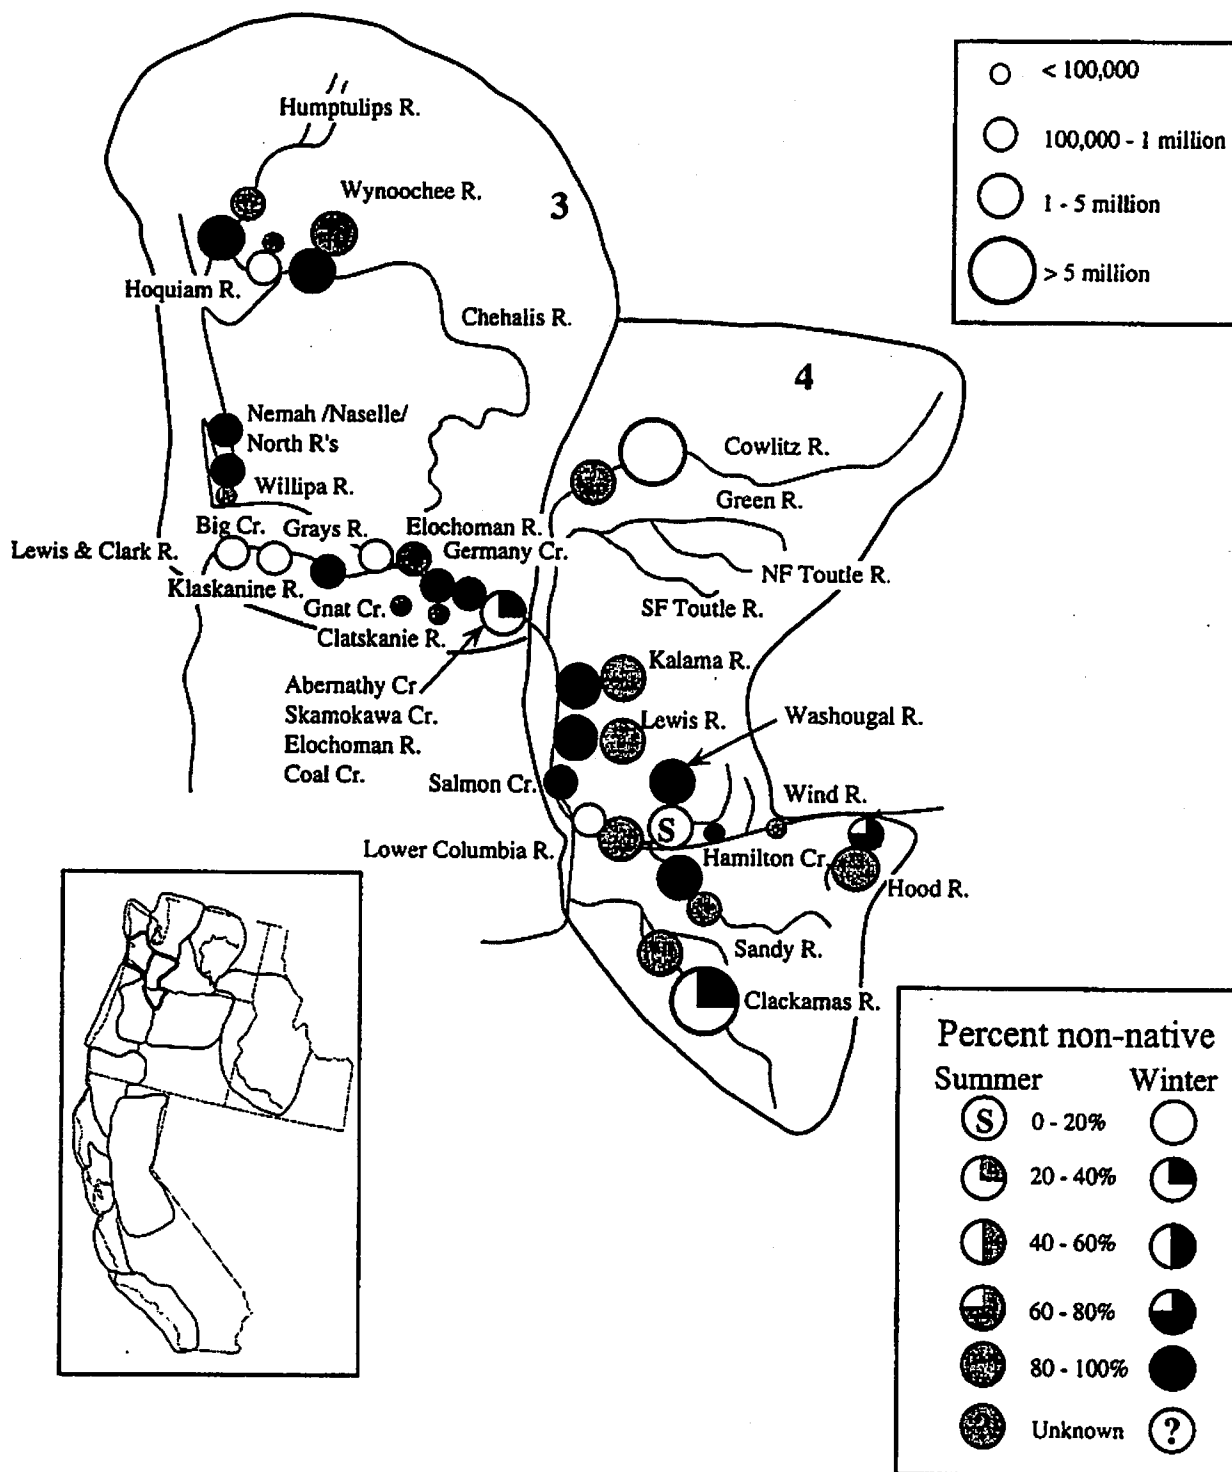 Humptulips R.
Wynoochee R.
3
Hoquiam R.
Chehalis R.
Nemah /Naselle/
North R's
Willipa R.
Big Cr.
Grays R.
Elochoman R.
Lewis & Clark R.
Germany Cr.
Klaskanine R.
Gnat Cr.
Clatskanie R.
Abernathy Cr
Skamokawa Cr.
Elochoman R.
Coal Cr.
4
Cowlitz R.
Green R.
NF Toutle R.
SF Toutle R.
Kalama R.
Lewis R.
Washougal R.
Salmon Cr.
Wind R.
S
Lower Columbia R.
Hamilton Cr.
Hood R.
Sandy R.
Clackamas R.
< 100,000
100,000 - 1 million
1 - 5 million
> 5 million
Percent non-native
Summer Winter
S 0 - 20%
20 - 40%
40 - 60%
60 - 80%
80 - 100%
? Unknown ?